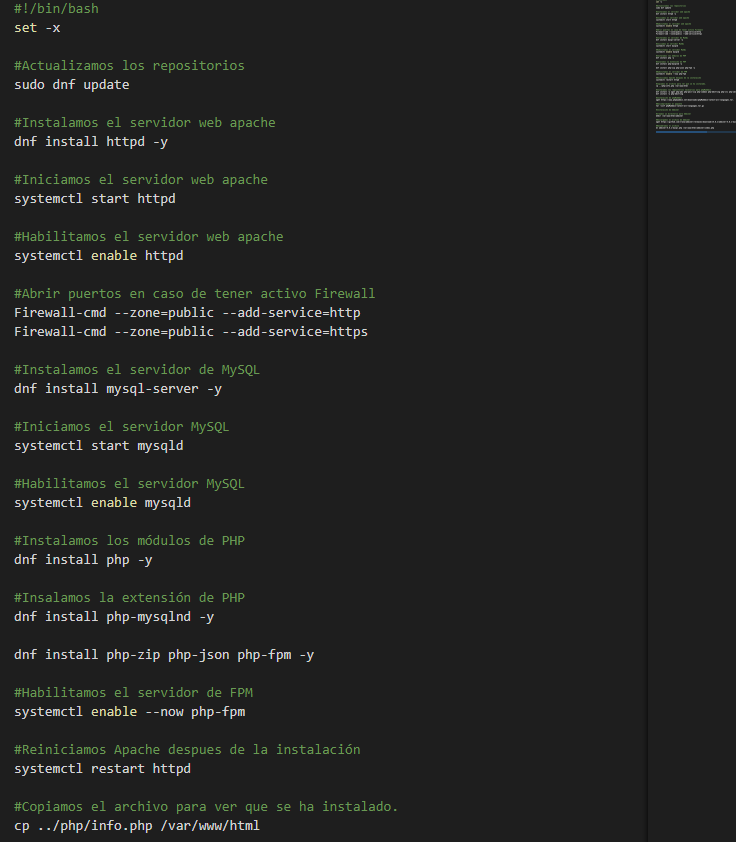 #!/bin/bash
set -x
#Actualizamos los repositorios
sudo dnf update
#Instalamos el servidor web apache
dnf install httpd -y
#Iniciamos el servidor web apache
systemctl start httpd
#Habilitamos el servidor web apache
systemctl enable httpd
#Abrir puertos en caso de tener activo Firewall
Firewall-cmd --zone=public --add-service=http
Firewall-cmd --zone=public --add-service=https
#Instalamos el servidor de MySQL
dnf install mysql-server -y
#Iniciamos el servidor MySQL
systemctl start mysqld
#Habilitamos el servidor MySQL
systemctl enable mysqld
#Instalamos los módulos de PHP
dnf install php -y
#Insalamos la extensión de PHP
dnf install php-mysqlnd -y
dnf install php-zip php-json php-fpm -y
#Habilitamos el servidor de FPM
systemctl enable --now php-fpm
#Reiniciamos Apache despues de la instalación
systemctl restart httpd
#Copiamos el archivo para ver que se ha instalado.
cp ../php/info.php /var/www/html